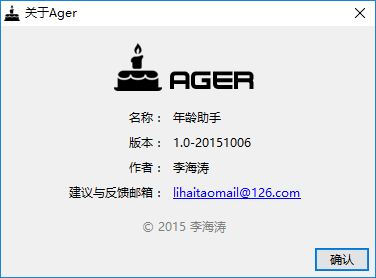 关于Ager
AGER
名称： 年龄助手
版本： 1.0-20151006
作者： 李海涛
建议与反馈邮箱： lihaitaomail@126.com
© 2015 李海涛
确认